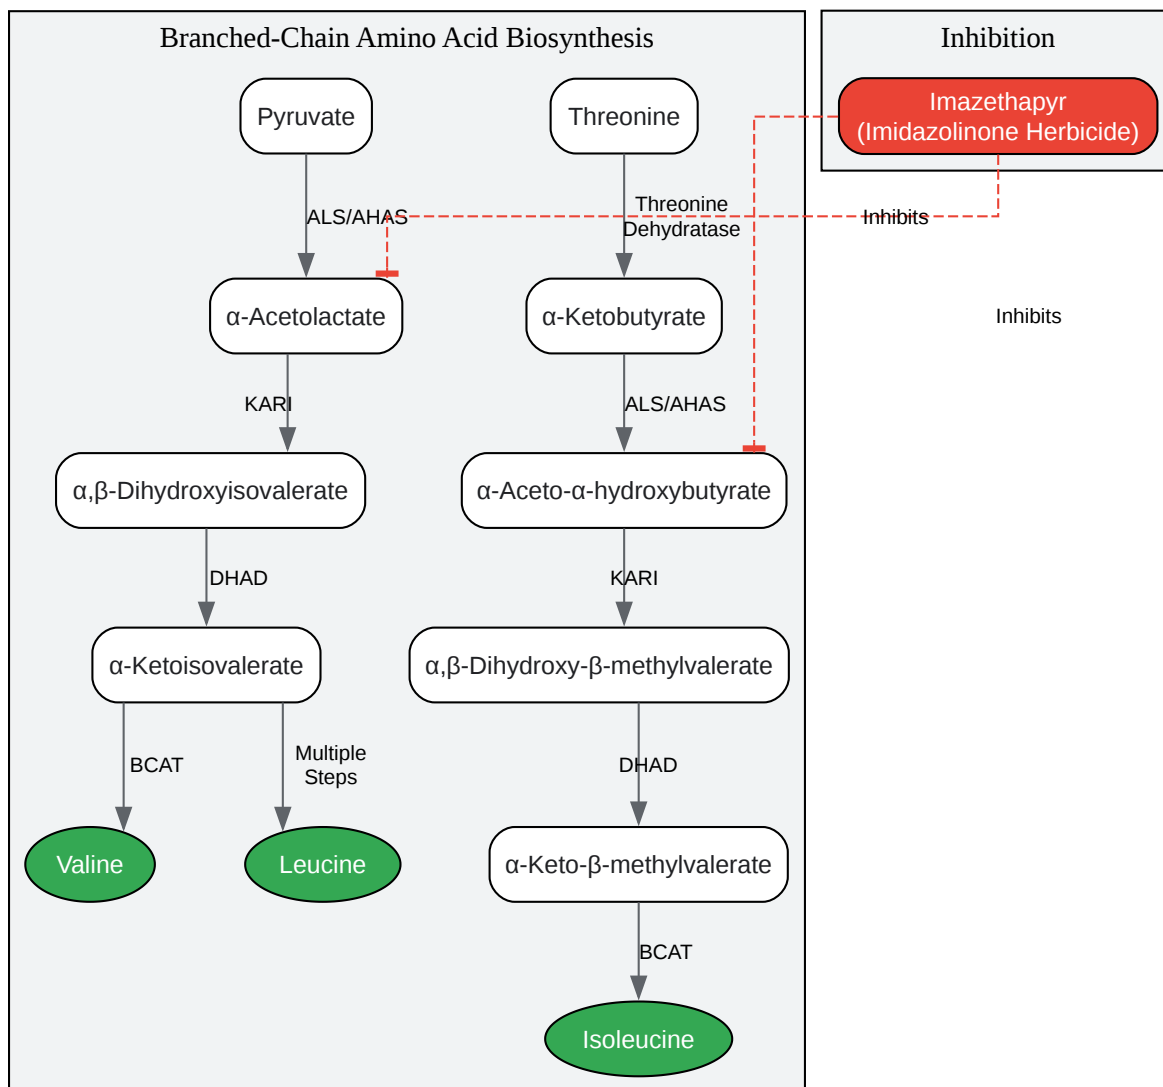 Branched-Chain Amino Acid Biosynthesis
Inhibition
Pyruvate
Threonine
Imazethapyr
(Imidazolinone Herbicide)
ALS/AHAS
Threonine
Dehydratase
Inhibits
α-Acetolactate
α-Ketobutyrate
Inhibits
KARI
ALS/AHAS
α,β-Dihydroxyisovalerate
α-Aceto-α-hydroxybutyrate
DHAD
KARI
α-Ketoisovalerate
α,β-Dihydroxy-β-methylvalerate
BCAT
Multiple
Steps
DHAD
Valine
Leucine
α-Keto-β-methylvalerate
BCAT
Isoleucine